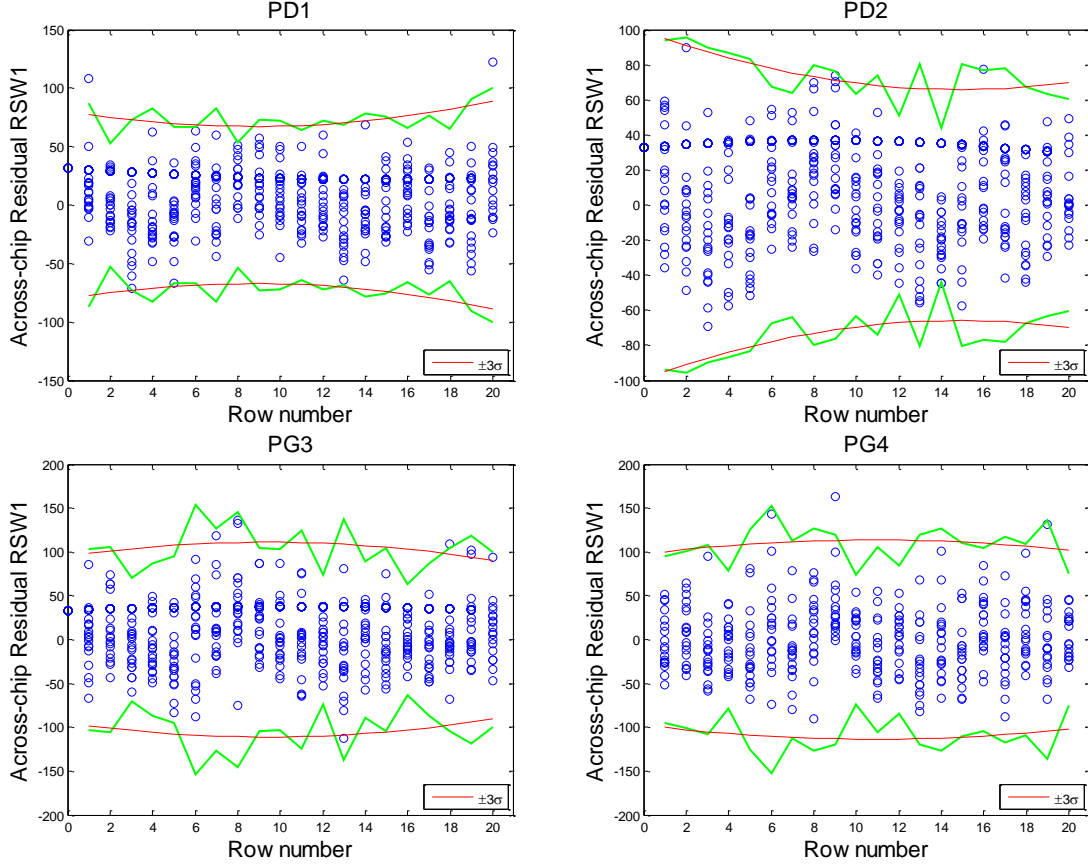 PD1
Across-chip Residual RSW1
150
100
50
0
-50
-100
-150
0 2 4 6 8 10 12 14 16 18 20
Row number
±3σ
PD2
Across-chip Residual RSW1
100
80
60
40
20
0
-20
-40
-60
-80
-100
0 2 4 6 8 10 12 14 16 18 20
Row number
±3σ
PG3
Across-chip Residual RSW1
200
150
100
50
0
-50
-100
-150
-200
0 2 4 6 8 10 12 14 16 18 20
Row number
±3σ
PG4
Across-chip Residual RSW1
200
150
100
50
0
-50
-100
-150
-200
0 2 4 6 8 10 12 14 16 18 20
Row number
±3σ